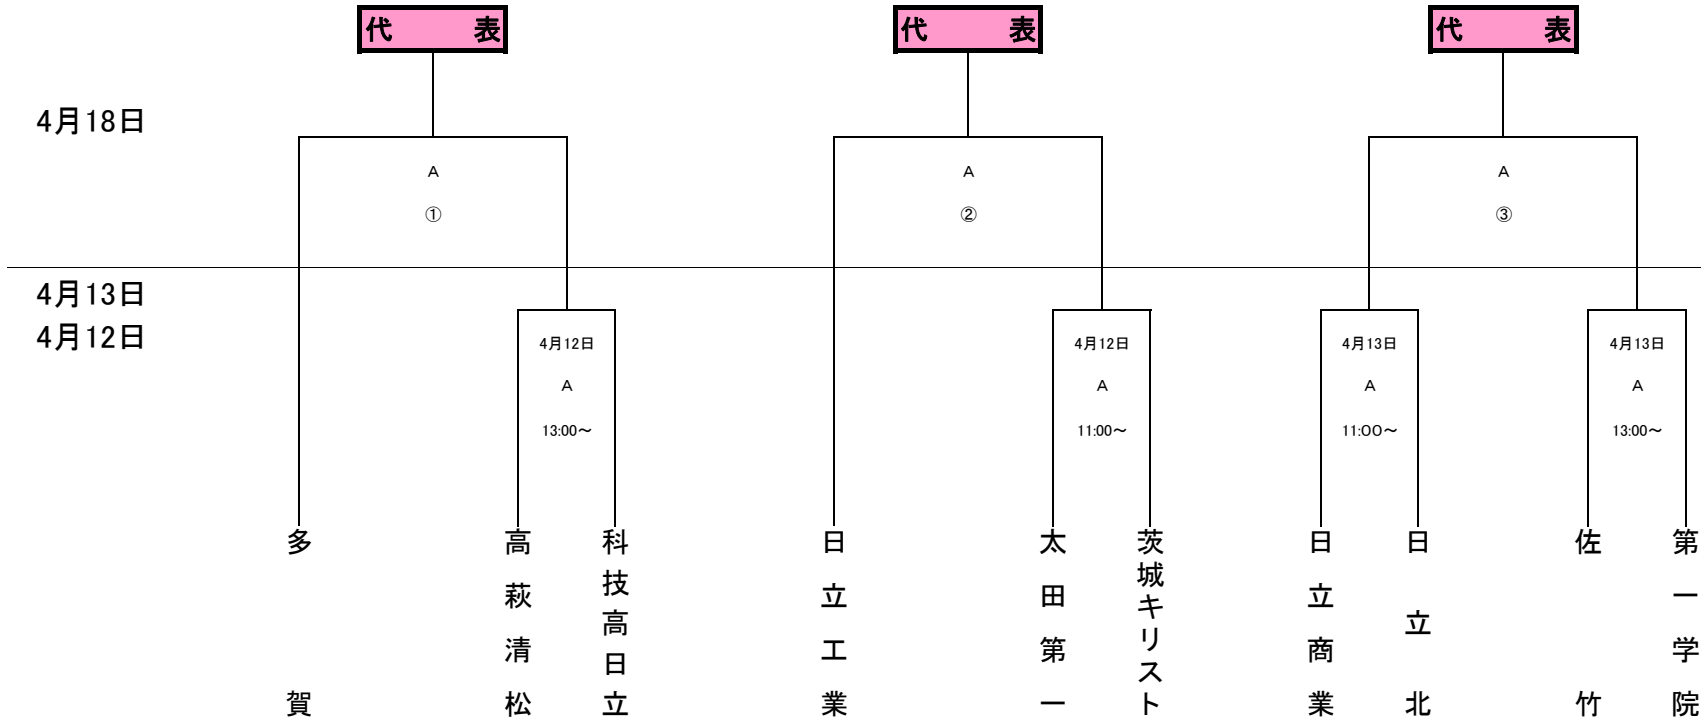 代　表
代　表
代　表
4月18日
A
A
A
①
②
③
4月13日
4月12日
4月12日
A
13:00～
4月12日
A
11:00～
4月13日
A
11:OO～
4月13日
A
13:00～
多賀
高萩清松
科技高日立
日立工業
太田第一
茨城キリスト
日立商業
日立北
佐竹
第一学院